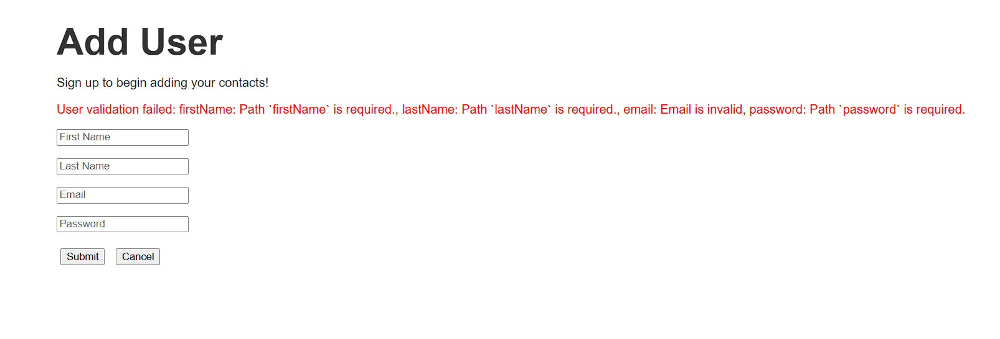 Add User
Sign up to begin adding your contacts!
User validation failed: firstName: Path `firstName` is required., lastName: Path `lastName` is required., email: Email is invalid, password: Path `password` is required.
First Name
Last Name
Email
Password
Submit Cancel